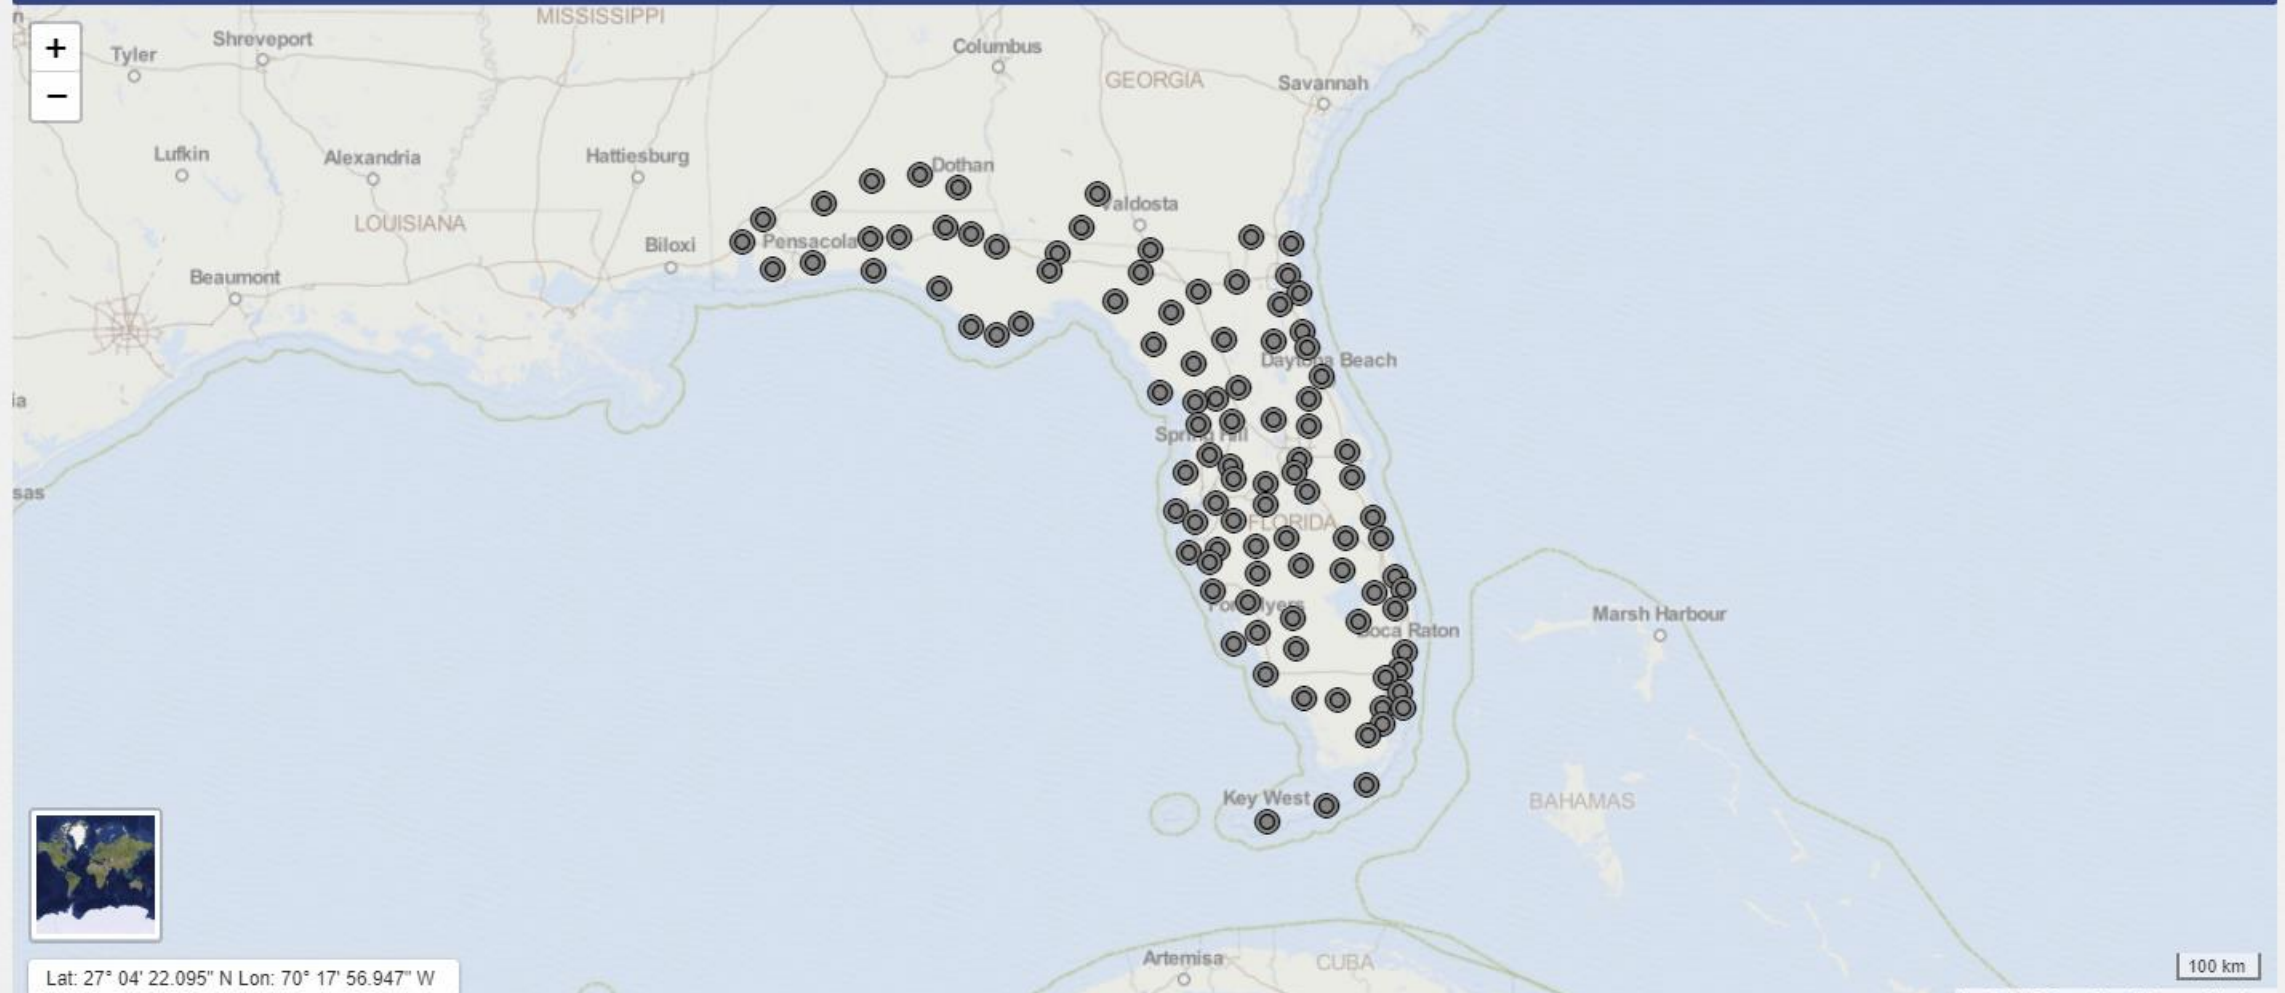 MISSISSIPPI
+
Shreveport
Columbus
Tyler
GEORGIA
Savannah
−
Lufkin
Alexandria
Hattiesburg
Dothan
Valdosta
LOUISIANA
Biloxi
Pensacola
Beaumont
Daytona Beach
ia
Spring Hill
sas
FLORIDA
Fort Myers
Marsh Harbour
Boca Raton
Key West
BAHAMAS
Artemisa
CUBA
100 km
Lat: 27° 04' 22.095" N Lon: 70° 17' 56.947" W